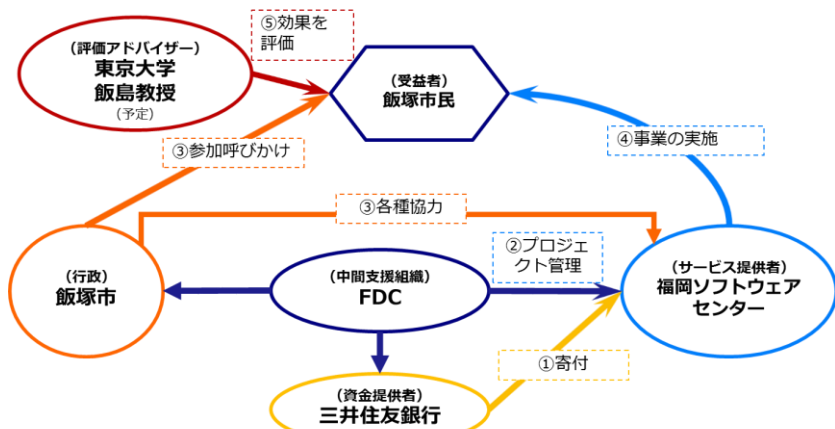 ⑤効果を
評価
(評価アドバイザー)
東京大学
飯島教授
(予定)
(受益者)
飯塚市民
③参加呼びかけ
④事業の実施
③各種協力
②プロジェ
クト管理
(行政)
飯塚市
(中間支援組織)
FDC
(サービス提供者)
福岡ソフトウェア
センター
①寄付
(資金提供者)
三井住友銀行